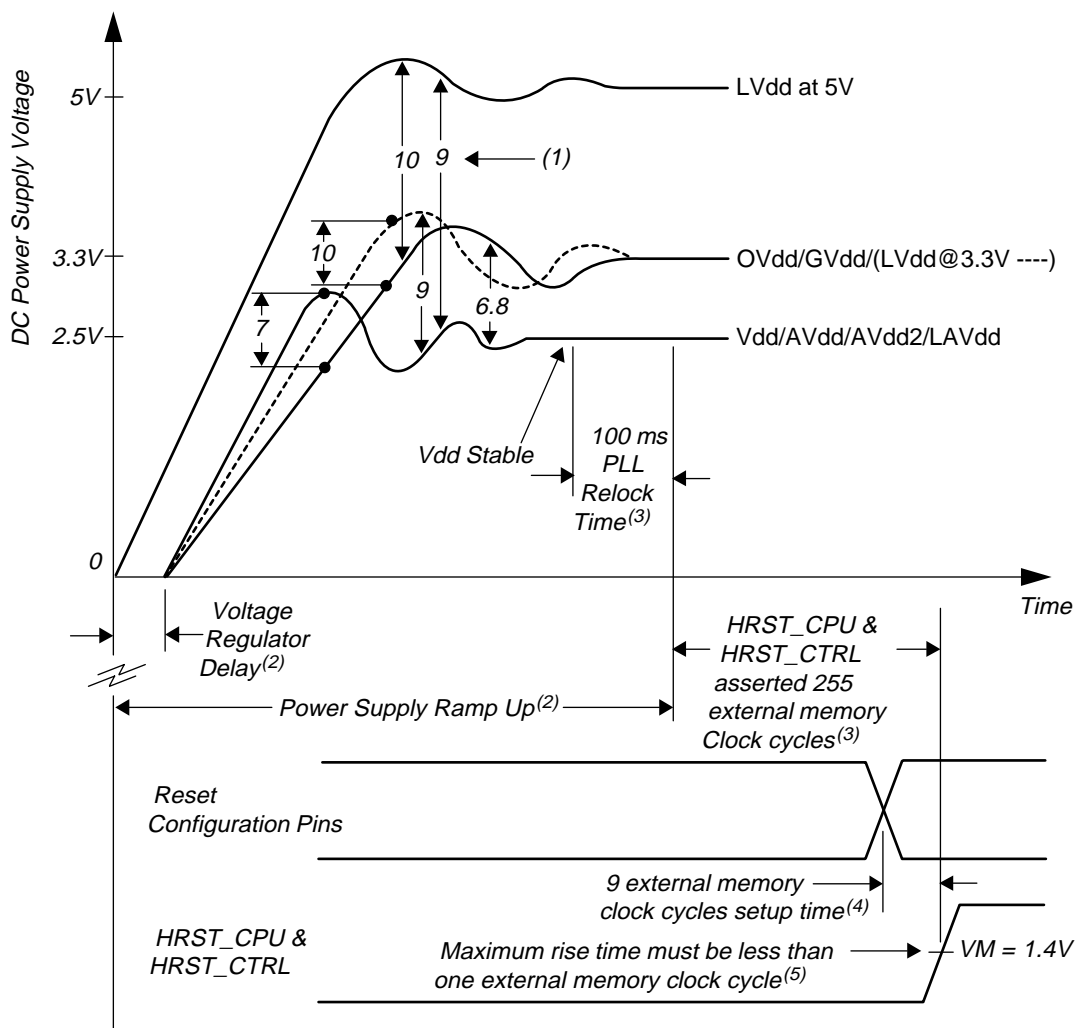 DC Power Supply Voltage
5V
3.3V
2.5V
0
LVdd at 5V
10
9
(1)
10
9
7
6.8
OVdd/GVdd/(LVdd@3.3V ----)
Vdd/AVdd/AVdd2/LAVdd
Vdd Stable
100 ms
PLL
Relock
Time(3)
Time
Voltage
Regulator
Delay(2)
Power Supply Ramp Up(2)
HRST_CPU &
HRST_CTRL
asserted 255
external memory
Clock cycles(3)
Reset
Configuration Pins
9 external memory
clock cycles setup time(4)
HRST_CPU &
HRST_CTRL
Maximum rise time must be less than
one external memory clock cycle(5)
VM = 1.4V